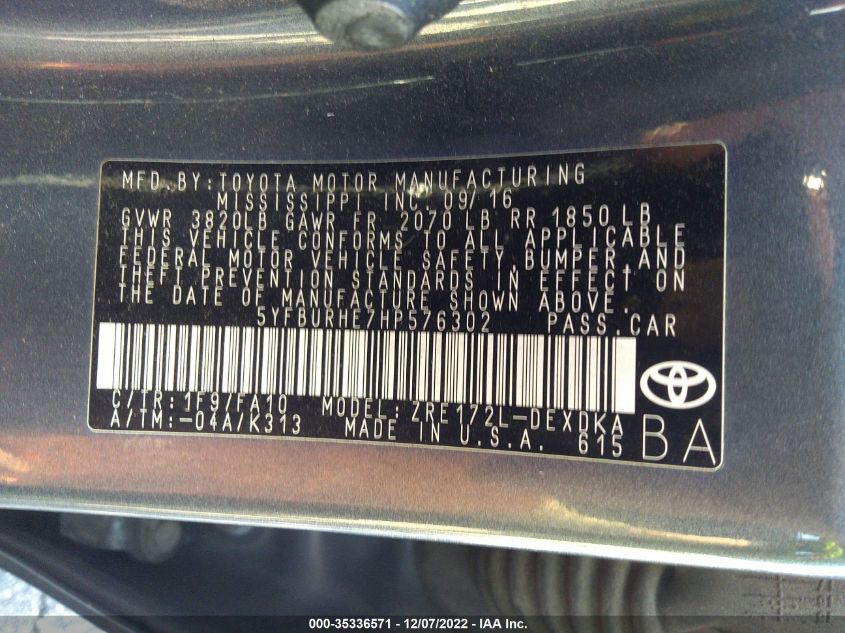 MFD.BY:TOYOTA MOTOR MANUFACTURING
MISSISSIPPI INC. 09/16
GVWR 3820LB GAWR FR 2070 LB RR 1850 LB
THIS VEHICLE CONFORMS TO ALL APPLICABLE
FEDERAL MOTOR VEHICLE SAFETY,BUMPER AND
THEFT PREVENTION STANDARDS IN EFFECT ON
THE DATE OF MANUFACTURE SHOWN ABOVE.
5YFBURHE7HP576302 PASS.CAR
C/TR:1F9/FA10 MODEL:ZRE172L-DEXDKA
A/TM:-04A/K313 MADE IN U.S.A. 615
BA
000-35336571 - 12/07/2022 - IAA Inc.